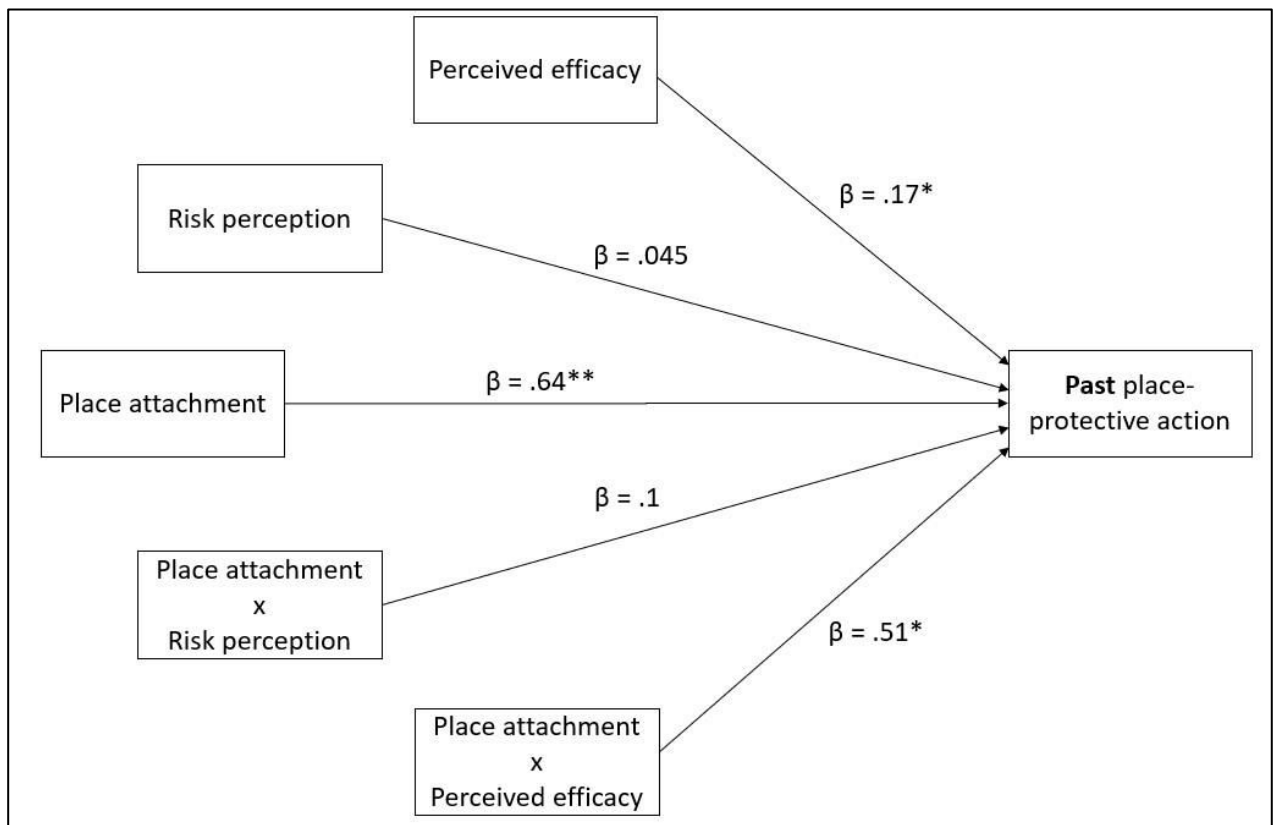 Perceived efficacy
β = .17*
Risk perception
β = .045
Place attachment
β = .64**
Past place-
protective action
β = .1
Place attachment
x
Risk perception
β = .51*
Place attachment
x
Perceived efficacy